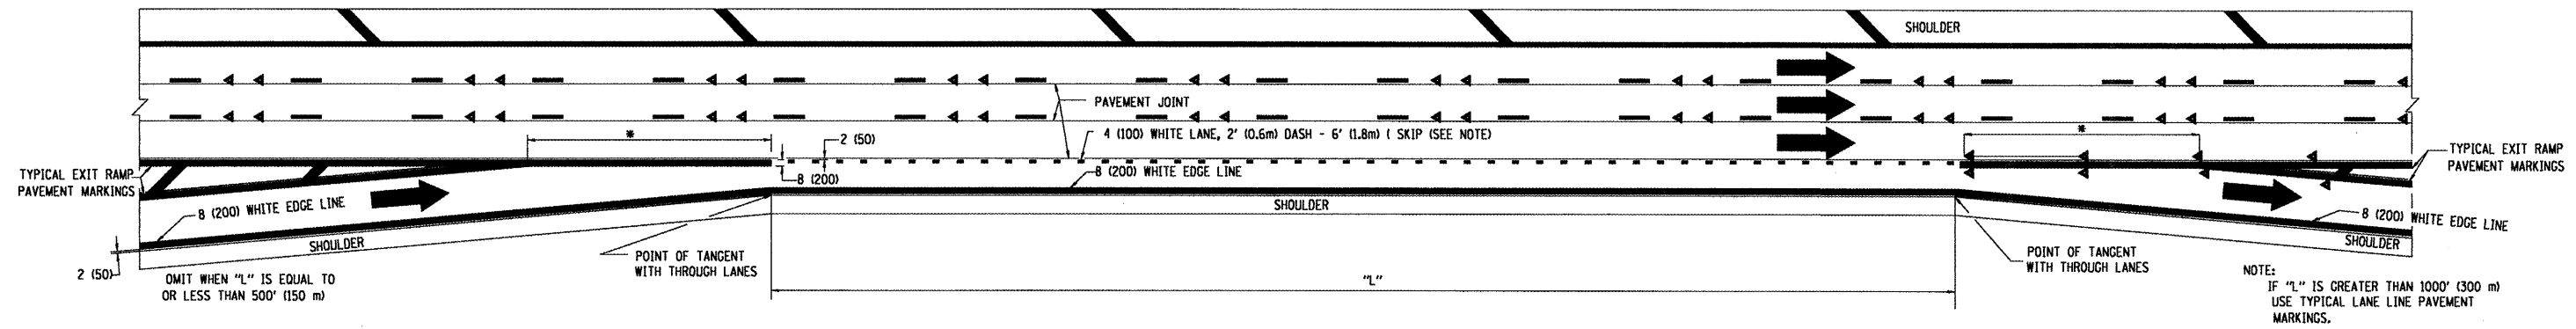 SHOULDER
PAVEMENT JOINT
*
2 (50)
4 (100) WHITE LANE, 2' (0.6m) DASH - 6' (1.8m) ( SKIP (SEE NOTE)
*
TYPICAL EXIT RAMP
PAVEMENT MARKINGS
8 (200)
8 (200) WHITE EDGE LINE
TYPICAL EXIT RAMP
PAVEMENT MARKINGS
8 (200) WHITE EDGE LINE
SHOULDER
SHOULDER
8 (200) WHITE EDGE LINE
SHOULDER
2 (50)
OMIT WHEN "L" IS EQUAL TO
OR LESS THAN 500' (150 m)
POINT OF TANGENT
WITH THROUGH LANES
"L"
POINT OF TANGENT
WITH THROUGH LANES
NOTE:
IF "L" IS GREATER THAN 1000' (300 m)
USE TYPICAL LANE LINE PAVEMENT
MARKINGS.